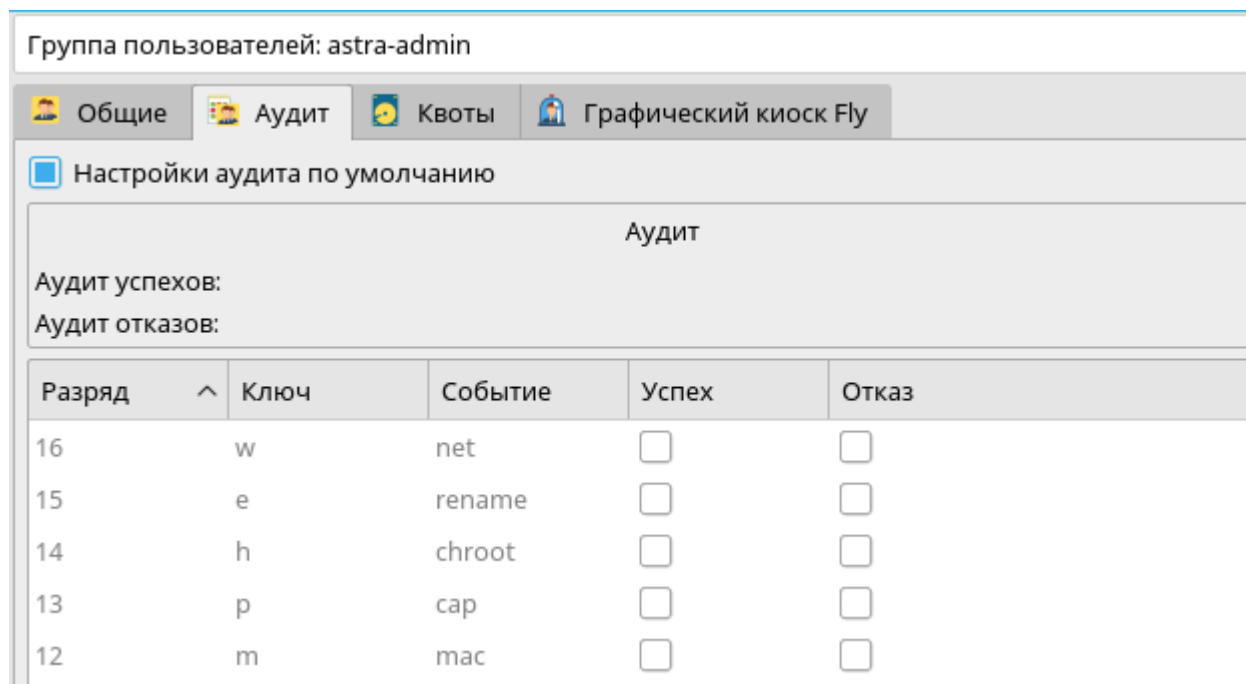 Группа пользователей: astra-admin
Общие Аудит Квоты Графический киоск Fly
Настройки аудита по умолчанию
Аудит
Аудит успехов:
Аудит отказов:
Разряд Ключ Событие Успех Отказ
16 w net
15 e rename
14 h chroot
13 p cap
12 m mac